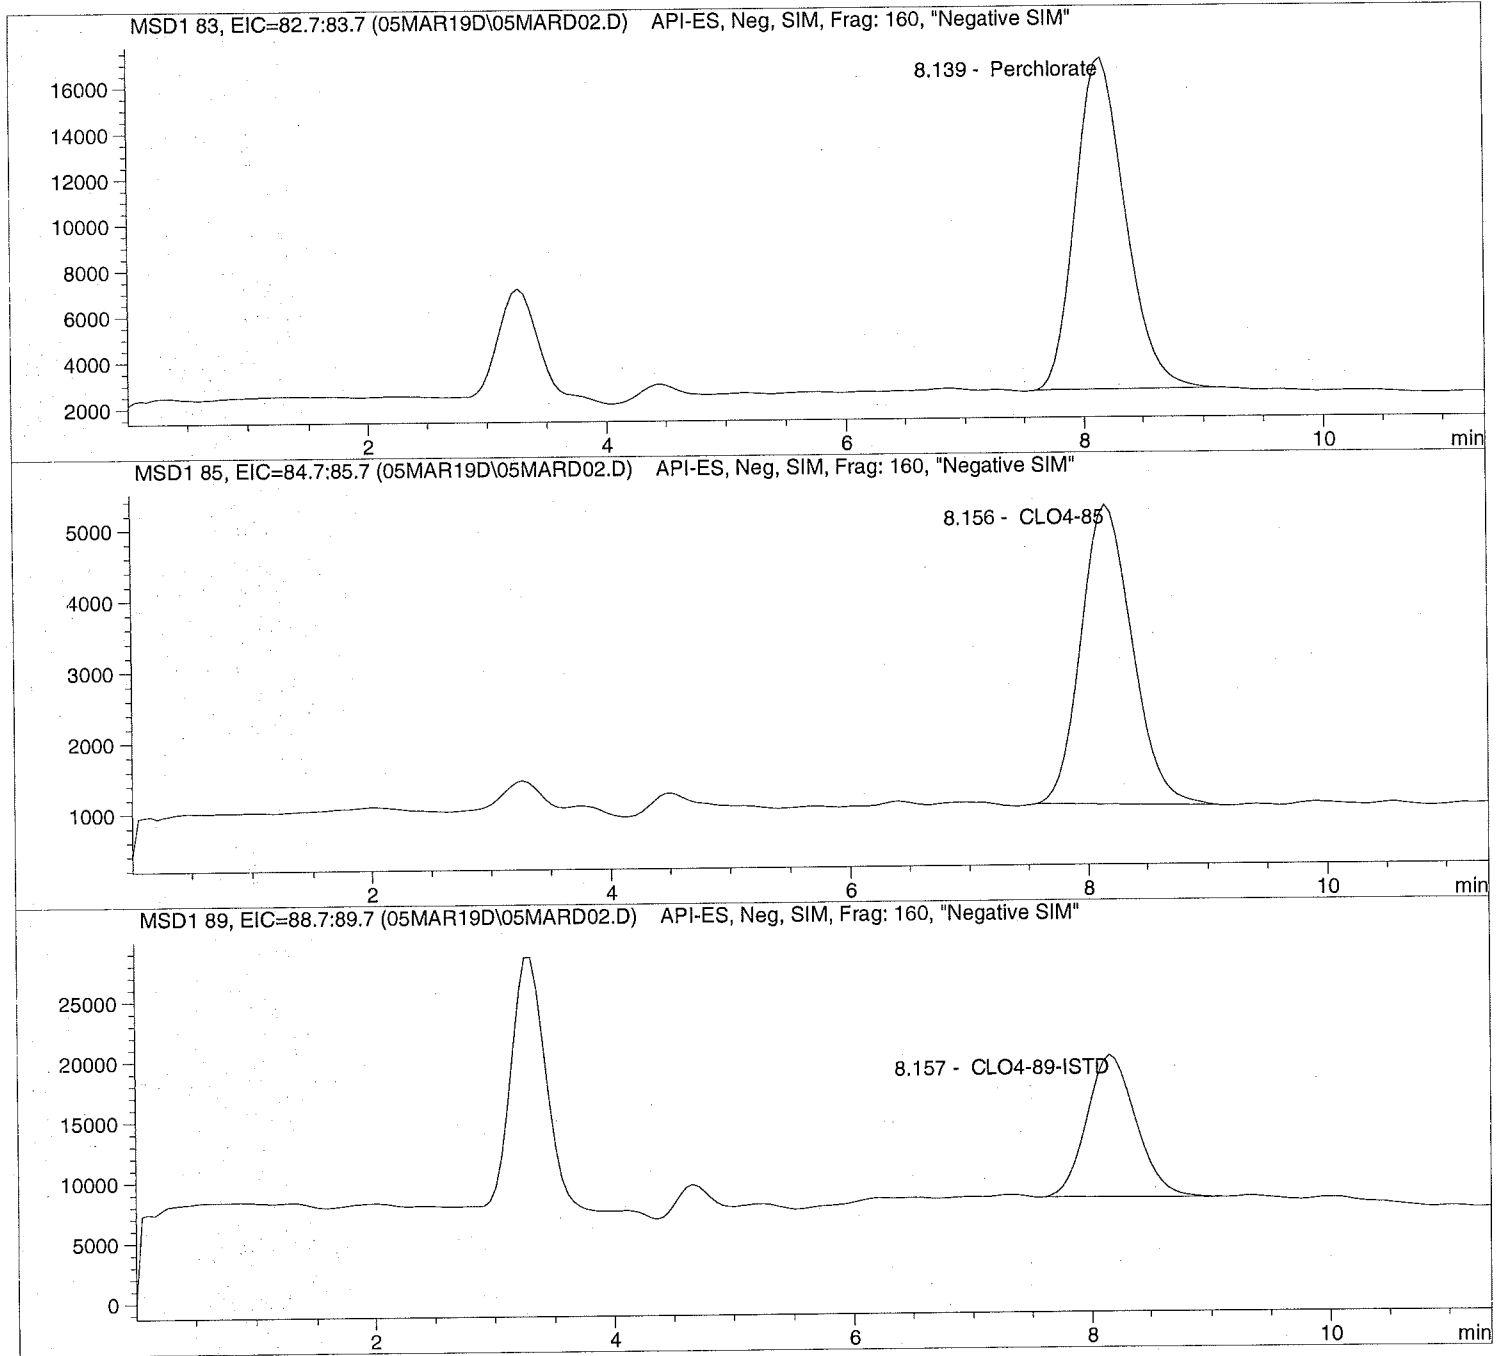 MSD1 83, EIC=82.7:83.7 (05MAR19D\05MARD02.D) API-ES, Neg, SIM, Frag: 160, "Negative SIM"
8.139 - Perchlorate
16000
14000
12000
10000
8000
6000
4000
2000
2 4 6 8 10 min
MSD1 85, EIC=84.7:85.7 (05MAR19D\05MARD02.D) API-ES, Neg, SIM, Frag: 160, "Negative SIM"
8.156 - CLO4-85
5000
4000
3000
2000
1000
2 4 6 8 10 min
MSD1 89, EIC=88.7:89.7 (05MAR19D\05MARD02.D) API-ES, Neg, SIM, Frag: 160, "Negative SIM"
25000
8.157 - CLO4-89-ISTD
20000
15000
10000
5000
0
2 4 6 8 10 min